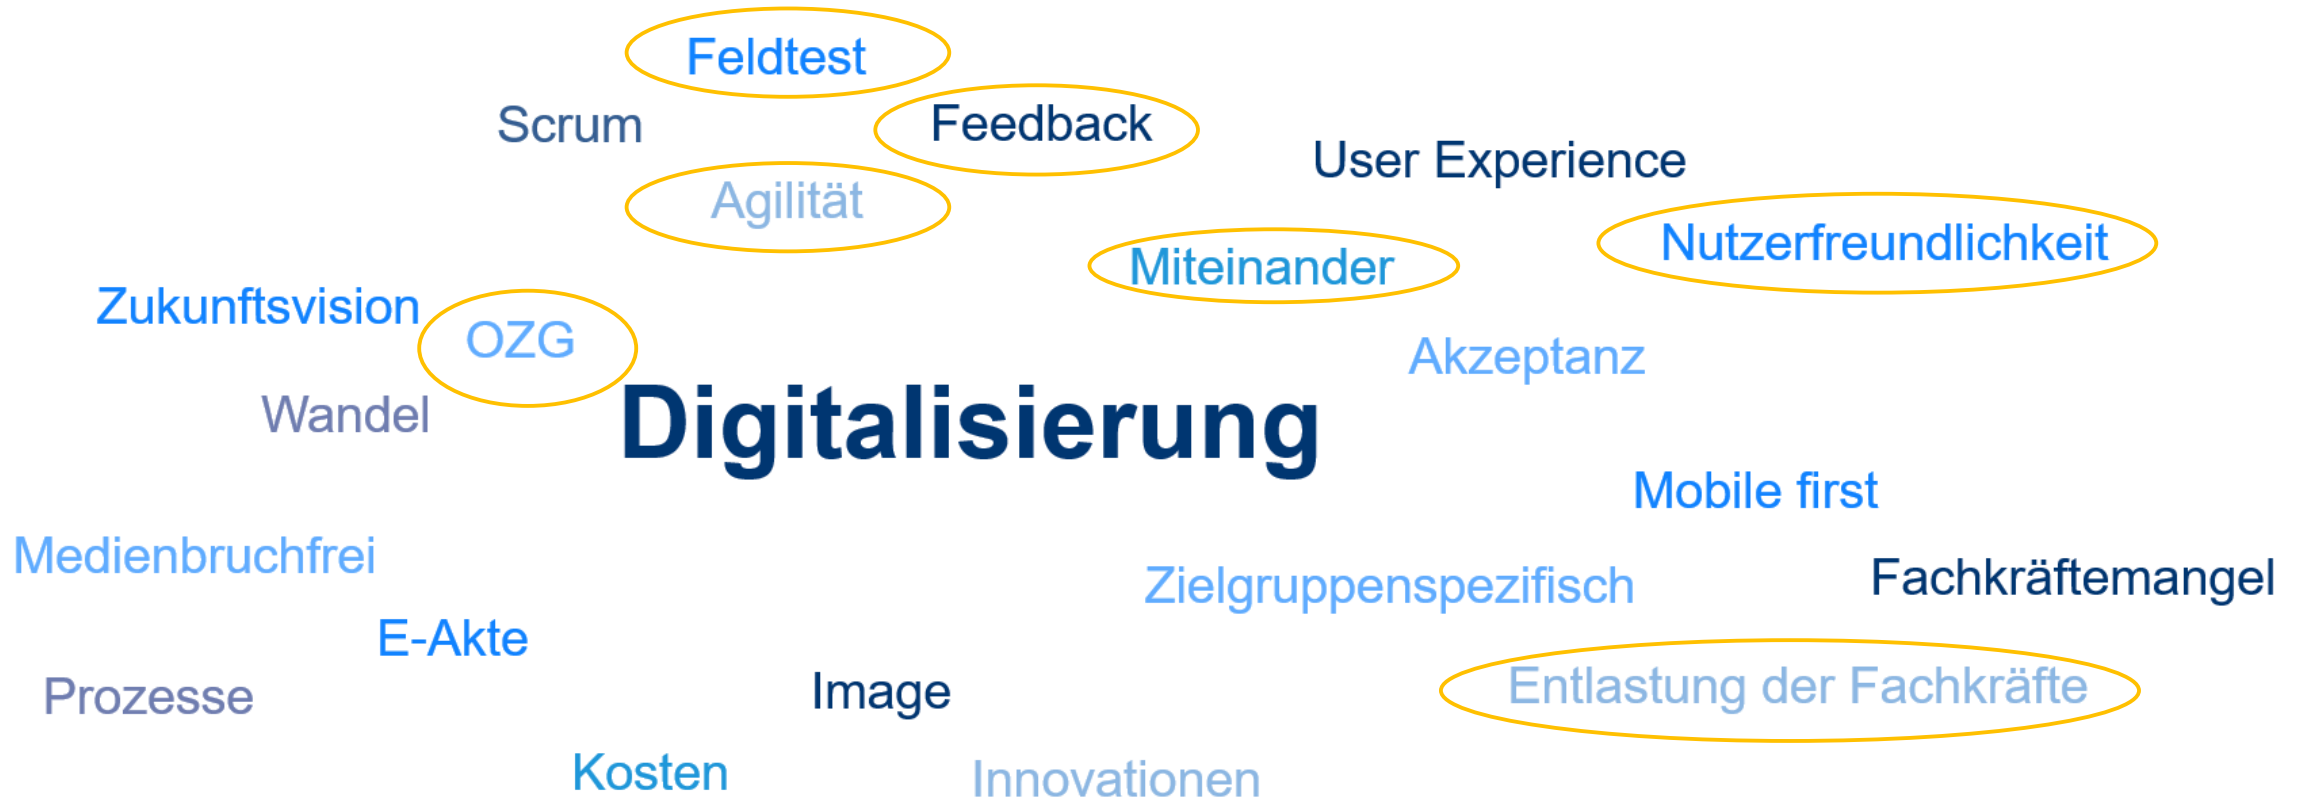 Feldtest
Scrum
Feedback
User Experience
Agilität
Nutzerfreundlichkeit
Miteinander
Zukunftsvision
OZG
Akzeptanz
Wandel
Digitalisierung
Mobile first
Medienbruchfrei
Zielgruppenspezifisch
Fachkräftemangel
E-Akte
Entlastung der Fachkräfte
Prozesse
Image
Kosten
Innovationen